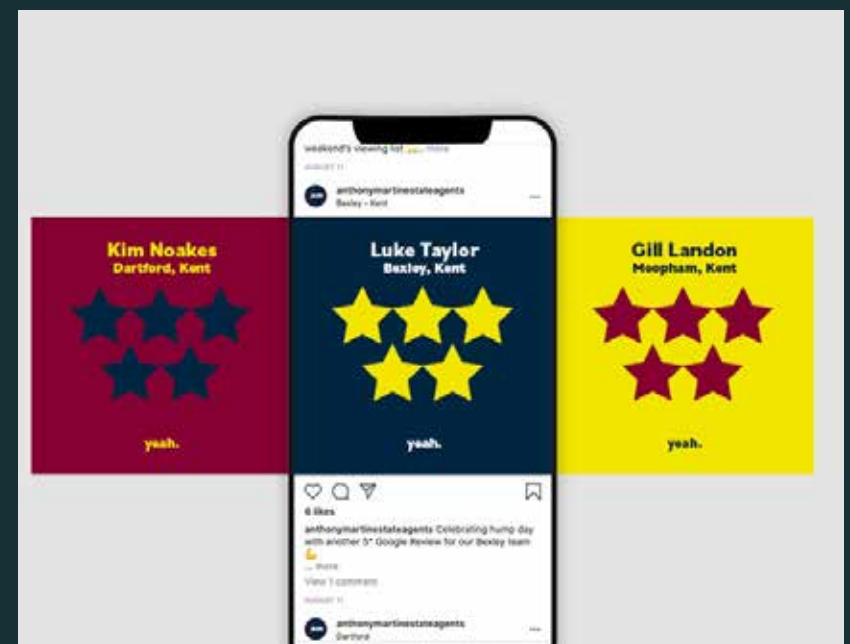 weekend's viewing list ... more
AUGUST 11
anthonymartinestateagents
Bexley - Kent
Kim Noakes
Dartford, Kent
yeah.
Luke Taylor
Bexley, Kent
yeah.
Gill Landon
Meopham, Kent
yeah.
6 likes
anthonymartinestateagents Celebrating hump day
with another 5* Google Review for our Bexley team
💪
... more
View 1 comment
AUGUST 11
anthonymartinestateagents
Dartford